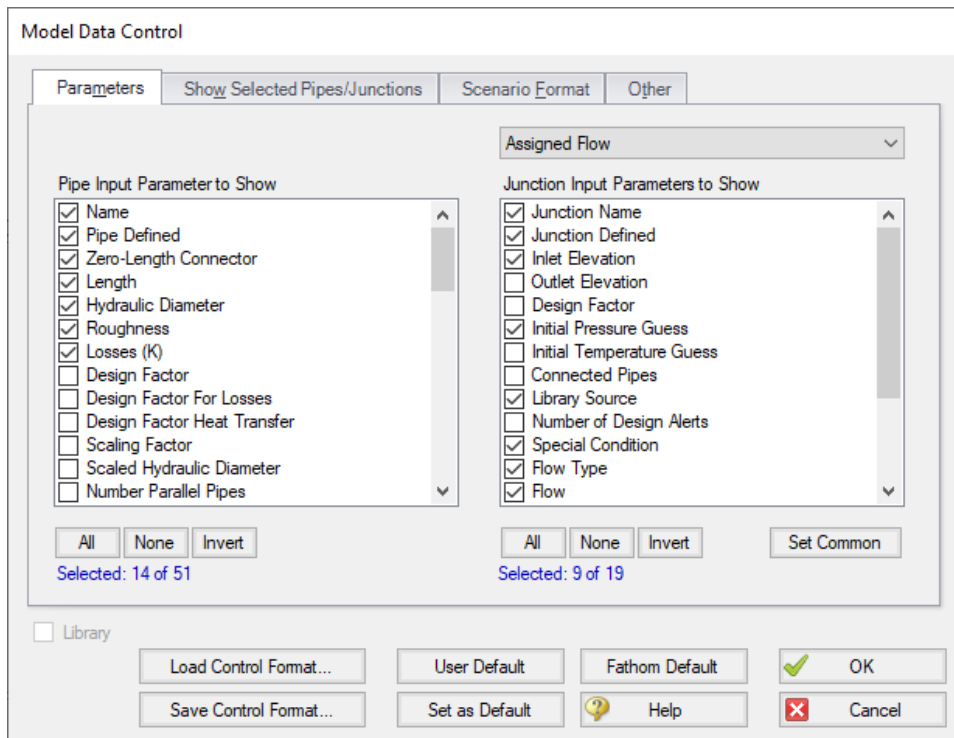 Model Data Control
Parameters Show Selected Pipes/Junctions Scenario Format Other
Assigned Flow
Pipe Input Parameter to Show
Name
Pipe Defined
Zero-Length Connector
Length
Hydraulic Diameter
Roughness
Losses (K)
Design Factor
Design Factor For Losses
Design Factor Heat Transfer
Scaling Factor
Scaled Hydraulic Diameter
Number Parallel Pipes
All None Invert
Selected: 14 of 51
Junction Input Parameters to Show
Junction Name
Junction Defined
Inlet Elevation
Outlet Elevation
Design Factor
Initial Pressure Guess
Initial Temperature Guess
Connected Pipes
Library Source
Number of Design Alerts
Special Condition
Flow Type
Flow
All None Invert Set Common
Selected: 9 of 19
Library
Load Control Format... User Default Fathom Default OK
Save Control Format... Set as Default Help Cancel